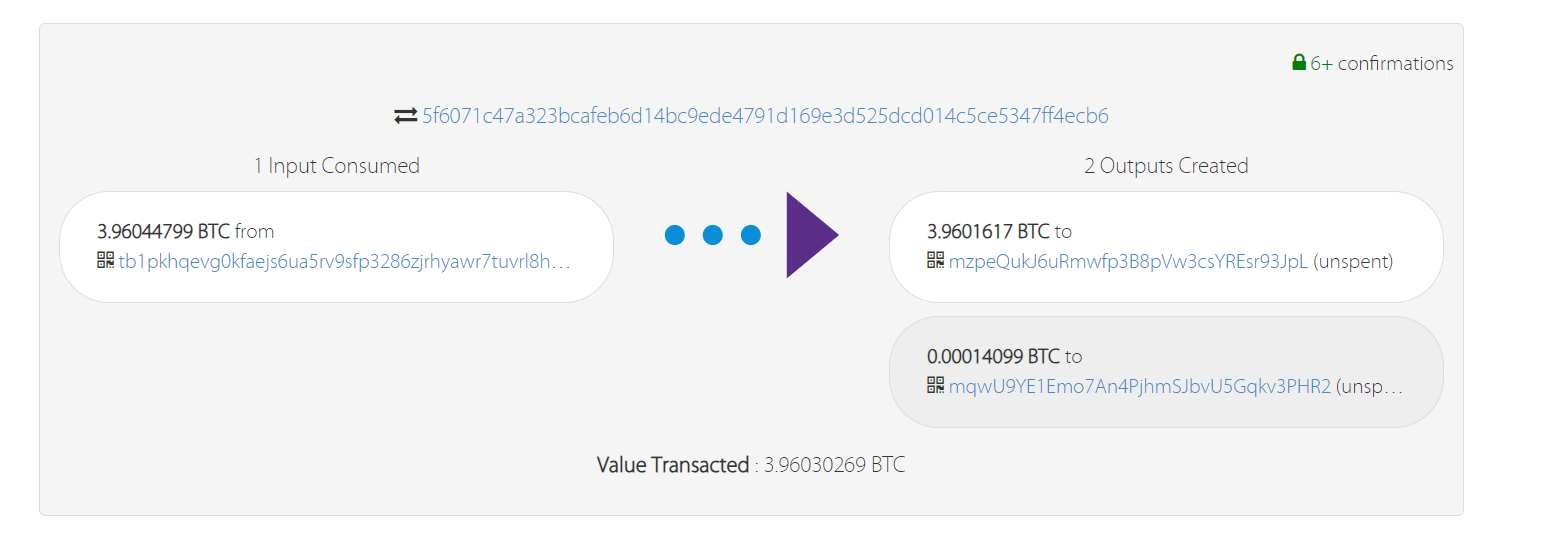 6+ confirmations
5f6071c47a323bcafeb6d14bc9ede4791d169e3d525dcd014c5ce5347ff4ecb6
1 Input Consumed
2 Outputs Created
3.96044799 BTC from
tb1pkhqevg0kfaejs6ua5rv9sfp3286zjrhyawr7tuvrl8h...
3.9601617 BTC to
mzpeQukJ6uRmwfp3B8pVw3csYREsr93JpL (unspent)
0.00014099 BTC to
mqwU9YE1Emo7An4PjhmSJbvU5Gqkv3PHR2 (unsp...
Value Transacted : 3.96030269 BTC